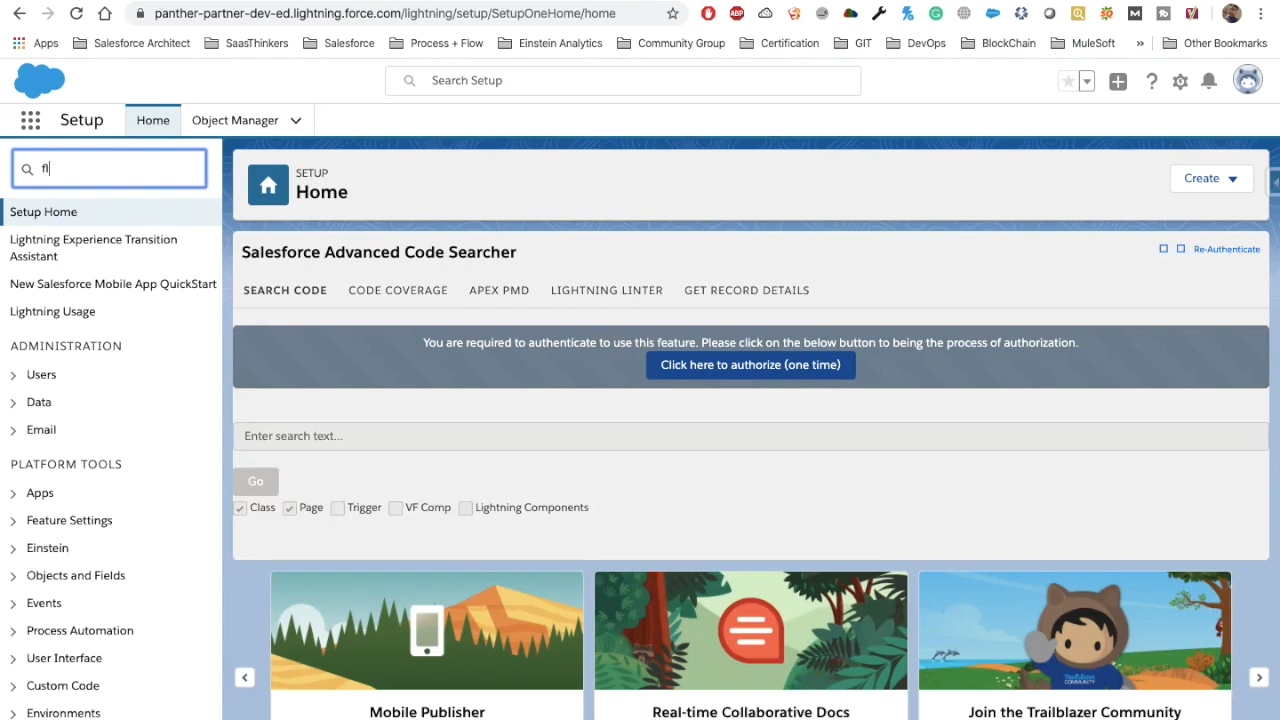 panther-partner-dev-ed.lightning.force.com/lightning/setup/SetupOneHome/home
Apps Salesforce Architect SaasThinkers Salesforce Process + Flow Einstein Analytics Community Group Certification GIT DevOps BlockChain MuleSoft » Other Bookmarks
Search Setup
Setup Home Object Manager
fl
Setup Home
Lightning Experience Transition
Assistant
New Salesforce Mobile App QuickStart
Lightning Usage
ADMINISTRATION
Users
Data
Email
PLATFORM TOOLS
Apps
Feature Settings
Einstein
Objects and Fields
Events
Process Automation
User Interface
Custom Code
Environments
SETUP
Home
Create
Salesforce Advanced Code Searcher
Re-Authenticate
SEARCH CODE CODE COVERAGE APEX PMD LIGHTNING LINTER GET RECORD DETAILS
You are required to authenticate to use this feature. Please click on the below button to being the process of authorization.
Click here to authorize (one time)
Enter search text...
Go
Class Page Trigger VF Comp Lightning Components
Mobile Publisher
Real-time Collaborative Docs
TRAILBLAZER
COMMUNITY
Join the Trailblazer Community